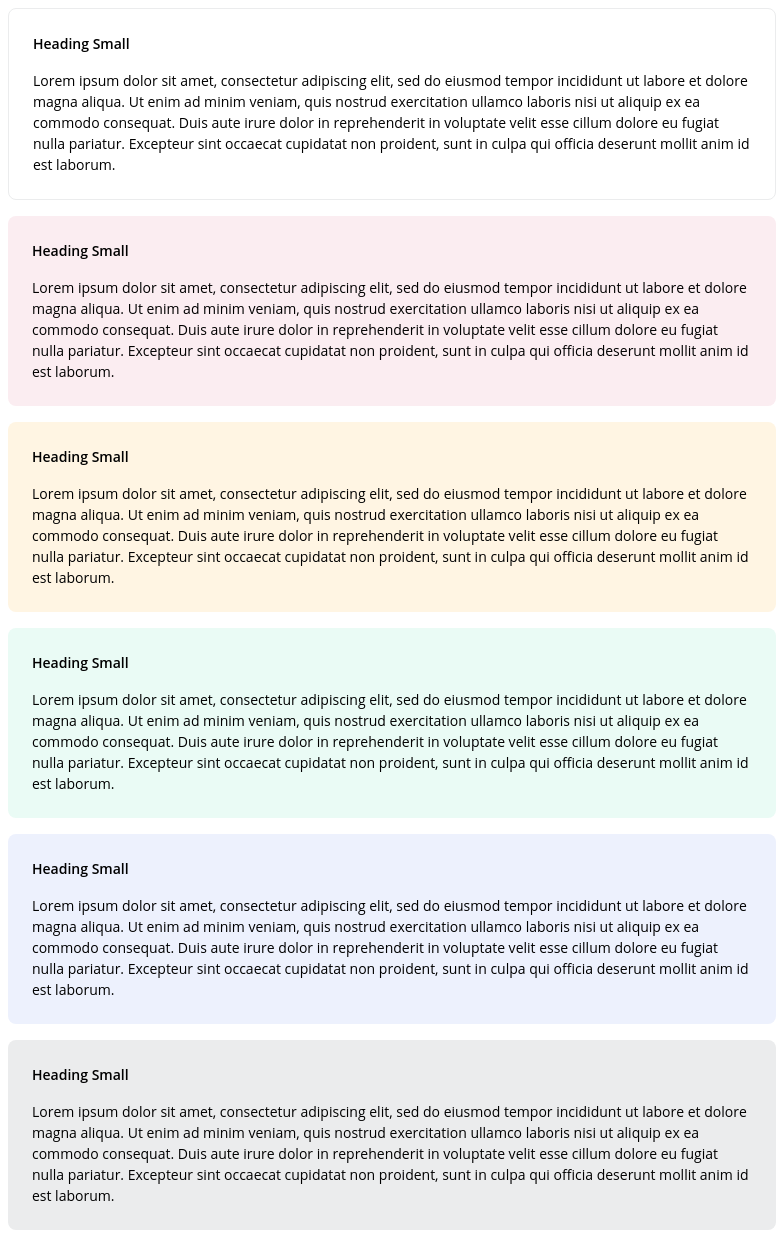 Heading Small
Lorem ipsum dolor sit amet, consectetur adipiscing elit, sed do eiusmod tempor incididunt ut labore et dolore
magna aliqua. Ut enim ad minim veniam, quis nostrud exercitation ullamco laboris nisi ut aliquip ex ea
commodo consequat. Duis aute irure dolor in reprehenderit in voluptate velit esse cillum dolore eu fugiat
nulla pariatur. Excepteur sint occaecat cupidatat non proident, sunt in culpa qui officia deserunt mollit anim id
est laborum.
Heading Small
Lorem ipsum dolor sit amet, consectetur adipiscing elit, sed do eiusmod tempor incididunt ut labore et dolore
magna aliqua. Ut enim ad minim veniam, quis nostrud exercitation ullamco laboris nisi ut aliquip ex ea
commodo consequat. Duis aute irure dolor in reprehenderit in voluptate velit esse cillum dolore eu fugiat
nulla pariatur. Excepteur sint occaecat cupidatat non proident, sunt in culpa qui officia deserunt mollit anim id
est laborum.
Heading Small
Lorem ipsum dolor sit amet, consectetur adipiscing elit, sed do eiusmod tempor incididunt ut labore et dolore
magna aliqua. Ut enim ad minim veniam, quis nostrud exercitation ullamco laboris nisi ut aliquip ex ea
commodo consequat. Duis aute irure dolor in reprehenderit in voluptate velit esse cillum dolore eu fugiat
nulla pariatur. Excepteur sint occaecat cupidatat non proident, sunt in culpa qui officia deserunt mollit anim id
est laborum.
Heading Small
Lorem ipsum dolor sit amet, consectetur adipiscing elit, sed do eiusmod tempor incididunt ut labore et dolore
magna aliqua. Ut enim ad minim veniam, quis nostrud exercitation ullamco laboris nisi ut aliquip ex ea
commodo consequat. Duis aute irure dolor in reprehenderit in voluptate velit esse cillum dolore eu fugiat
nulla pariatur. Excepteur sint occaecat cupidatat non proident, sunt in culpa qui officia deserunt mollit anim id
est laborum.
Heading Small
Lorem ipsum dolor sit amet, consectetur adipiscing elit, sed do eiusmod tempor incididunt ut labore et dolore
magna aliqua. Ut enim ad minim veniam, quis nostrud exercitation ullamco laboris nisi ut aliquip ex ea
commodo consequat. Duis aute irure dolor in reprehenderit in voluptate velit esse cillum dolore eu fugiat
nulla pariatur. Excepteur sint occaecat cupidatat non proident, sunt in culpa qui officia deserunt mollit anim id
est laborum.
Heading Small
Lorem ipsum dolor sit amet, consectetur adipiscing elit, sed do eiusmod tempor incididunt ut labore et dolore
magna aliqua. Ut enim ad minim veniam, quis nostrud exercitation ullamco laboris nisi ut aliquip ex ea
commodo consequat. Duis aute irure dolor in reprehenderit in voluptate velit esse cillum dolore eu fugiat
nulla pariatur. Excepteur sint occaecat cupidatat non proident, sunt in culpa qui officia deserunt mollit anim id
est laborum.